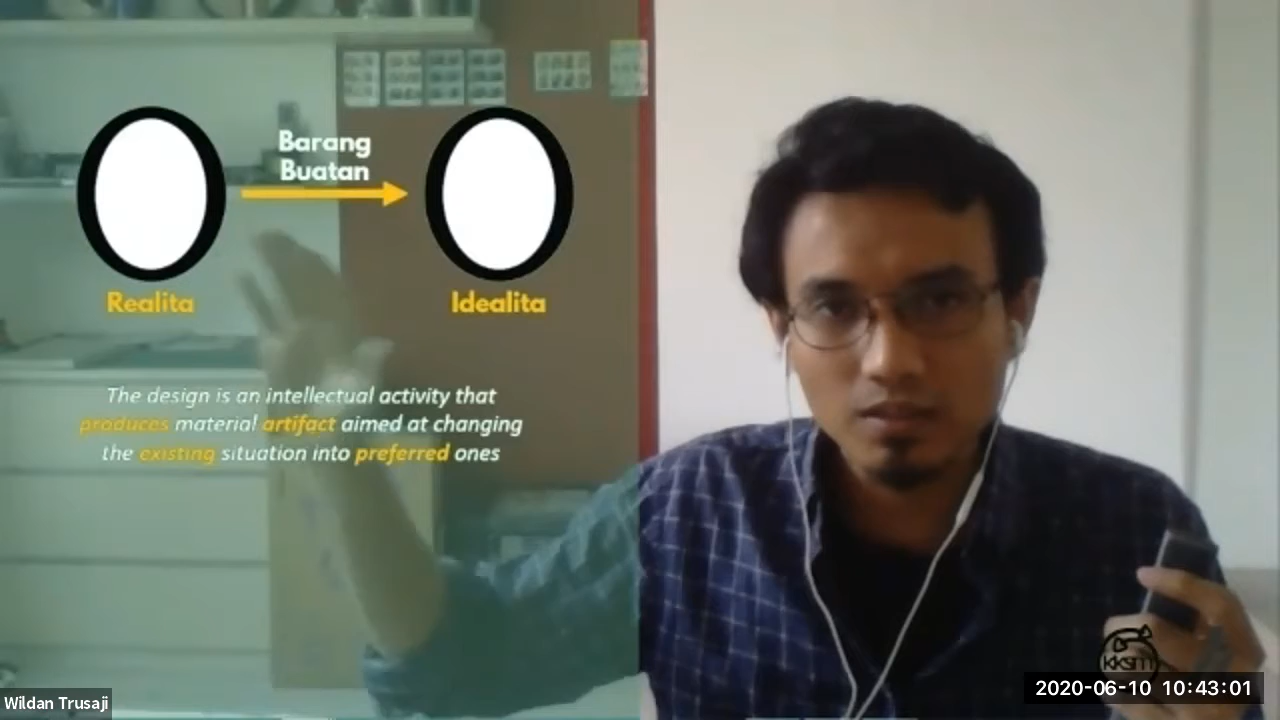 Barang
Buatan
Realita
Idealita
The design is an intellectual activity that
produces material artifact aimed at changing
the existing situation into preferred ones
kksm
Wildan Trusaji
2020-06-10 10:43:01